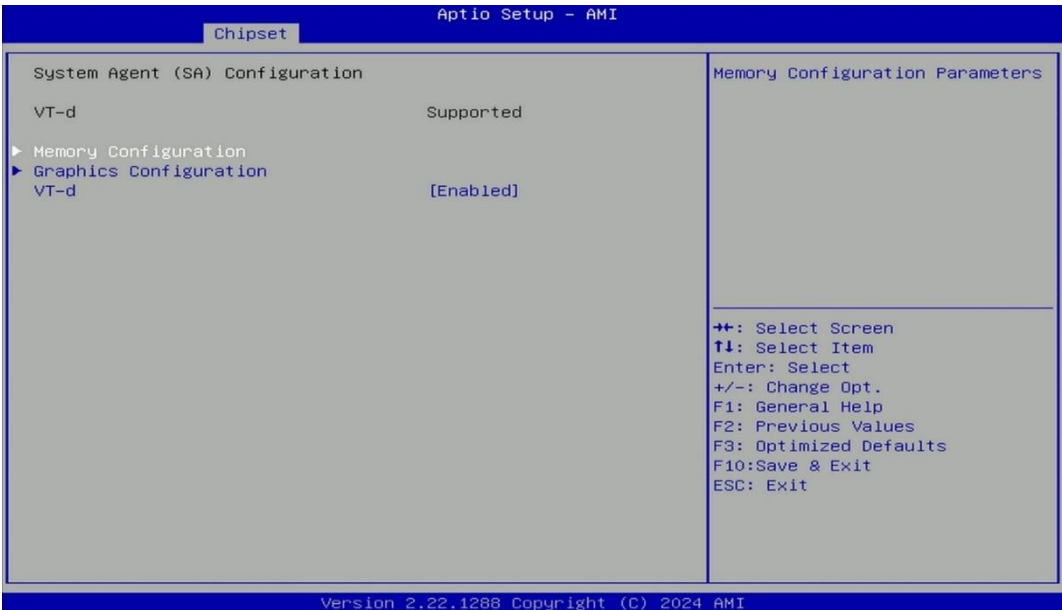 Aptio Setup – AMI
Chipset
System Agent (SA) Configuration
VT-d Supported
▶ Memory Configuration
▶ Graphics Configuration
VT-d [Enabled]
Memory Configuration Parameters
→←: Select Screen
↑↓: Select Item
Enter: Select
+/-: Change Opt.
F1: General Help
F2: Previous Values
F3: Optimized Defaults
F10:Save & Exit
ESC: Exit
Version 2.22.1288 Copyright (C) 2024 AMI